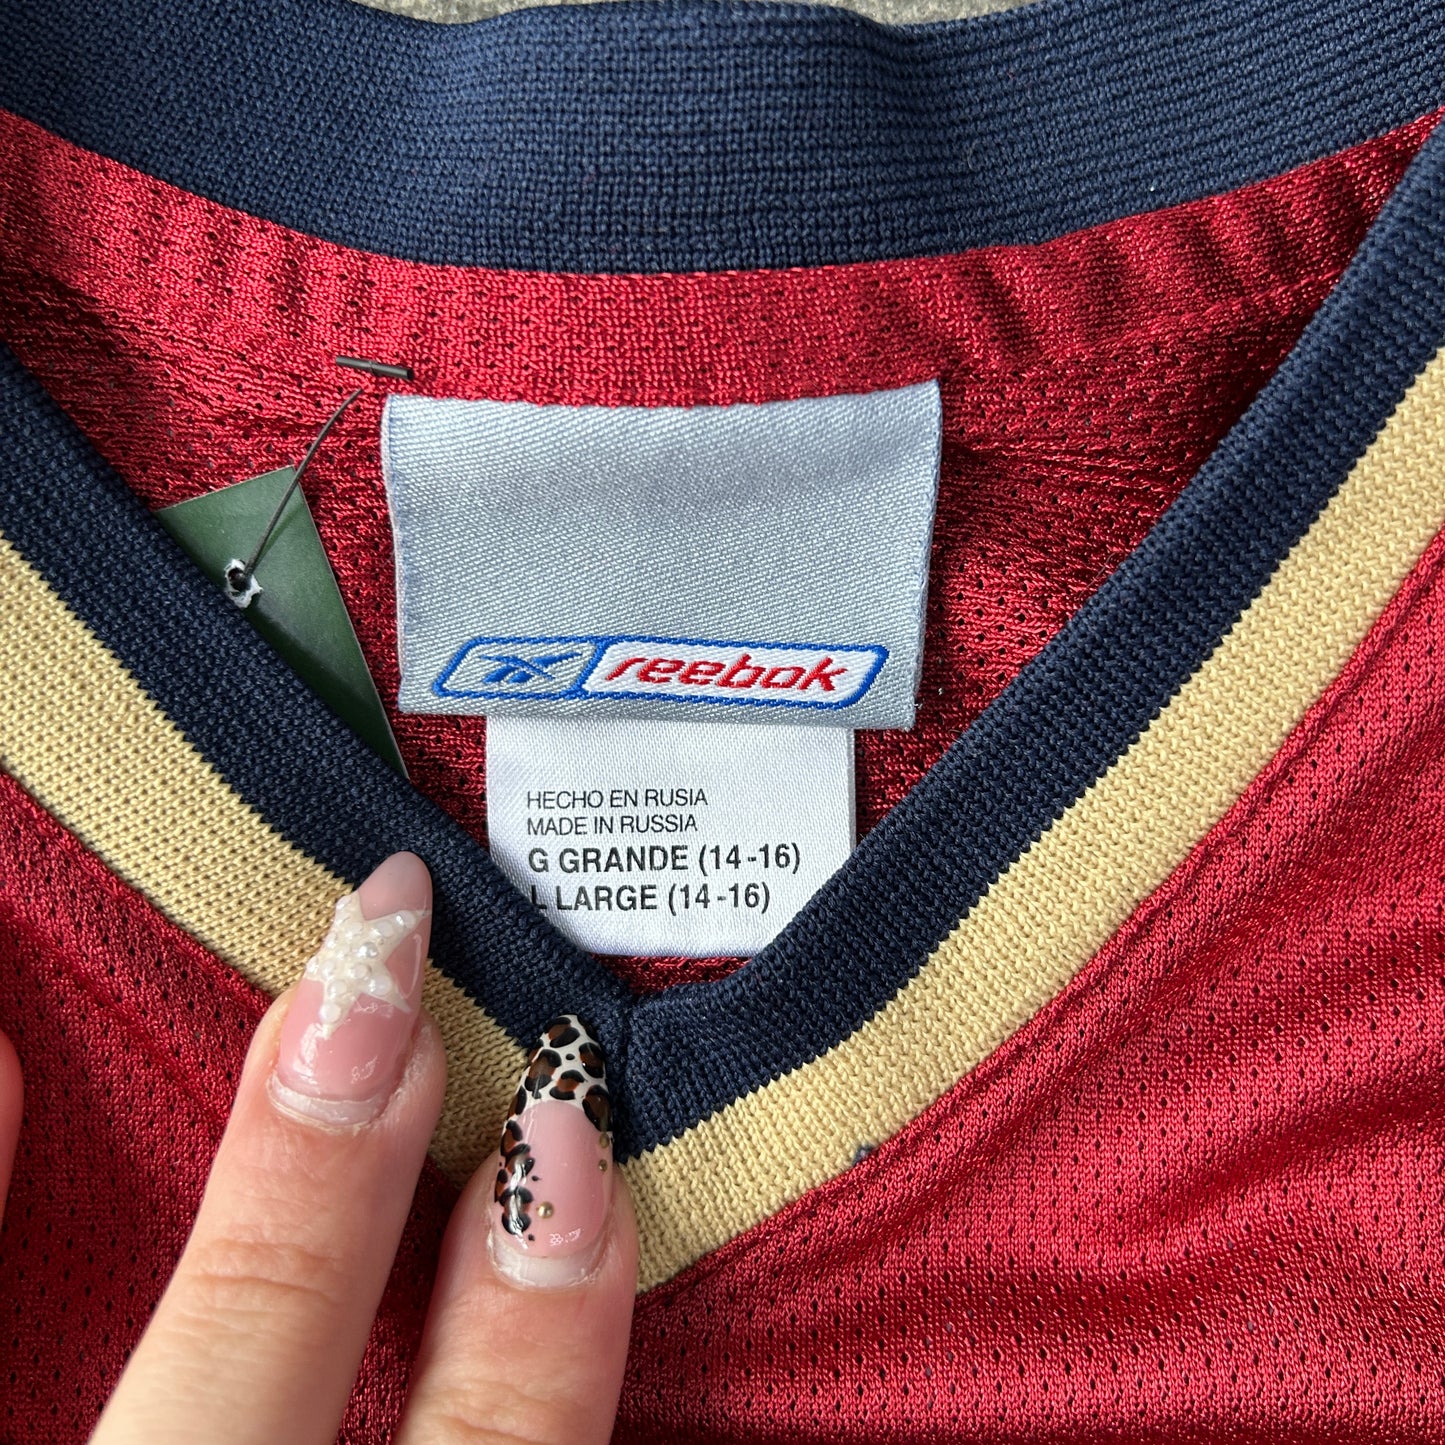 reebok
HECHO EN RUSIA
MADE IN RUSSIA
G GRANDE (14-16)
L LARGE (14-16)